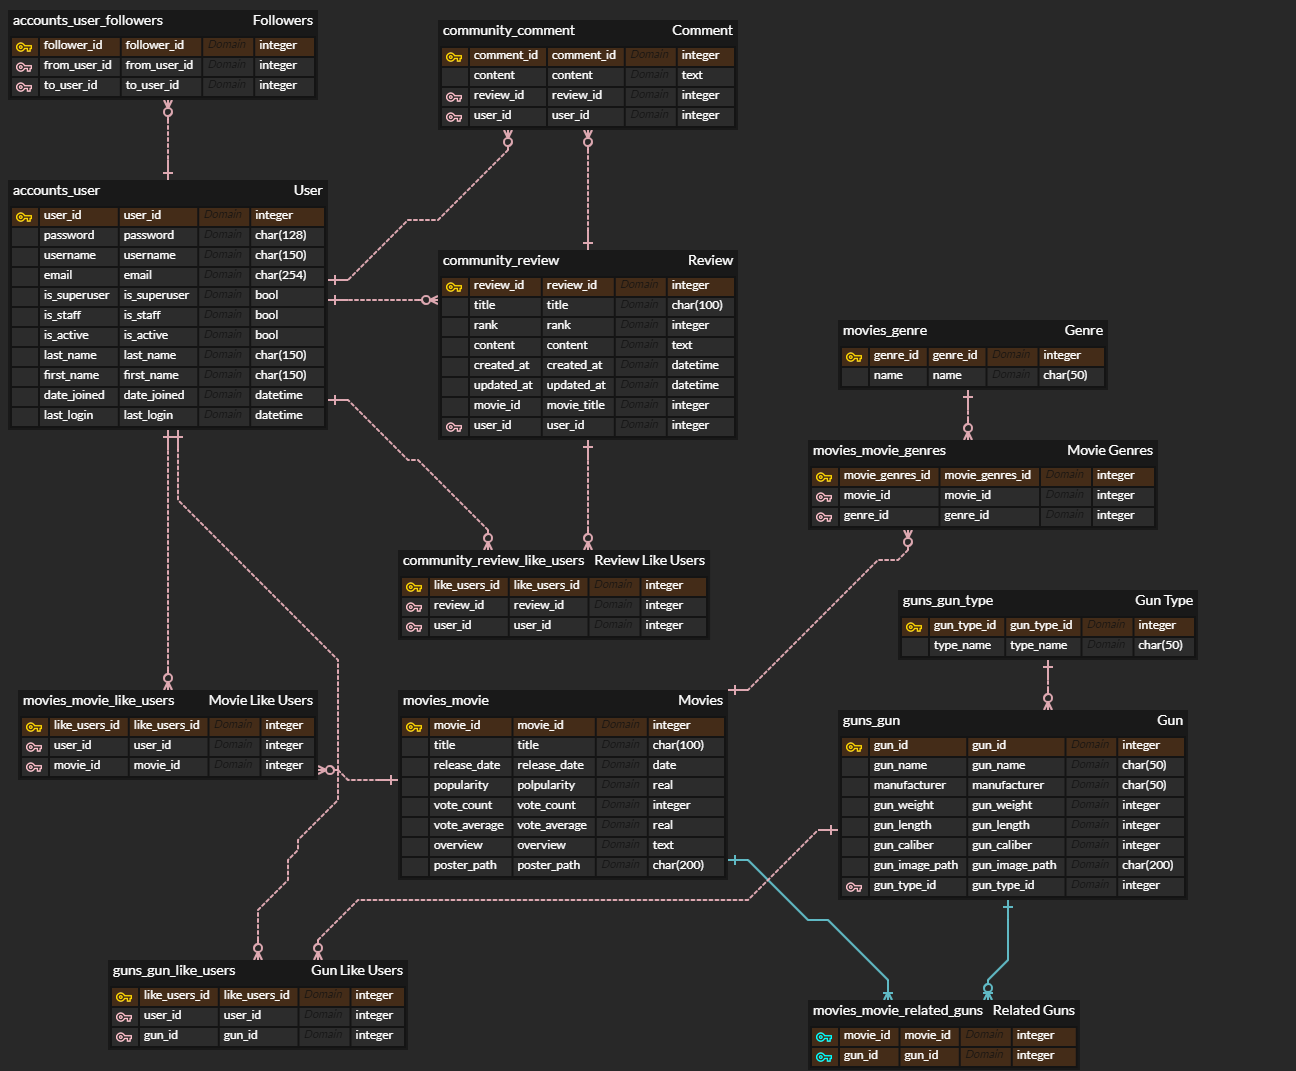 accounts_user_followers Followers
follower_id follower_id Domain integer
from_user_id from_user_id Domain integer
to_user_id to_user_id Domain integer
community_comment Comment
comment_id comment_id Domain integer
content content Domain text
review_id review_id Domain integer
user_id user_id Domain integer
accounts_user User
user_id user_id Domain integer
password password Domain char(128)
username username Domain char(150)
email email Domain char(254)
is_superuser is_superuser Domain bool
is_staff is_staff Domain bool
is_active is_active Domain bool
last_name last_name Domain char(150)
first_name first_name Domain char(150)
date_joined date_joined Domain datetime
last_login last_login Domain datetime
community_review Review
review_id review_id Domain integer
title title Domain char(100)
rank rank Domain integer
content content Domain text
created_at created_at Domain datetime
updated_at updated_at Domain datetime
movie_id movie_title Domain integer
user_id user_id Domain integer
movies_genre Genre
genre_id genre_id Domain integer
name name Domain char(50)
movies_movie_genres Movie Genres
movie_genres_id movie_genres_id Domain integer
movie_id movie_id Domain integer
genre_id genre_id Domain integer
community_review_like_users Review Like Users
like_users_id like_users_id Domain integer
review_id review_id Domain integer
user_id user_id Domain integer
guns_gun_type Gun Type
gun_type_id gun_type_id Domain integer
type_name type_name Domain char(50)
movies_movie_like_users Movie Like Users
like_users_id like_users_id Domain integer
user_id user_id Domain integer
movie_id movie_id Domain integer
movies_movie Movies
movie_id movie_id Domain integer
title title Domain char(100)
release_date release_date Domain date
popularity polpularity Domain real
vote_count vote_count Domain integer
vote_average vote_average Domain real
overview overview Domain text
poster_path poster_path Domain char(200)
guns_gun Gun
gun_id gun_id Domain integer
gun_name gun_name Domain char(50)
manufacturer manufacturer Domain char(50)
gun_weight gun_weight Domain integer
gun_length gun_length Domain integer
gun_caliber gun_caliber Domain integer
gun_image_path gun_image_path Domain char(200)
gun_type_id gun_type_id Domain integer
guns_gun_like_users Gun Like Users
like_users_id like_users_id Domain integer
user_id user_id Domain integer
gun_id gun_id Domain integer
movies_movie_related_guns Related Guns
movie_id movie_id Domain integer
gun_id gun_id Domain integer